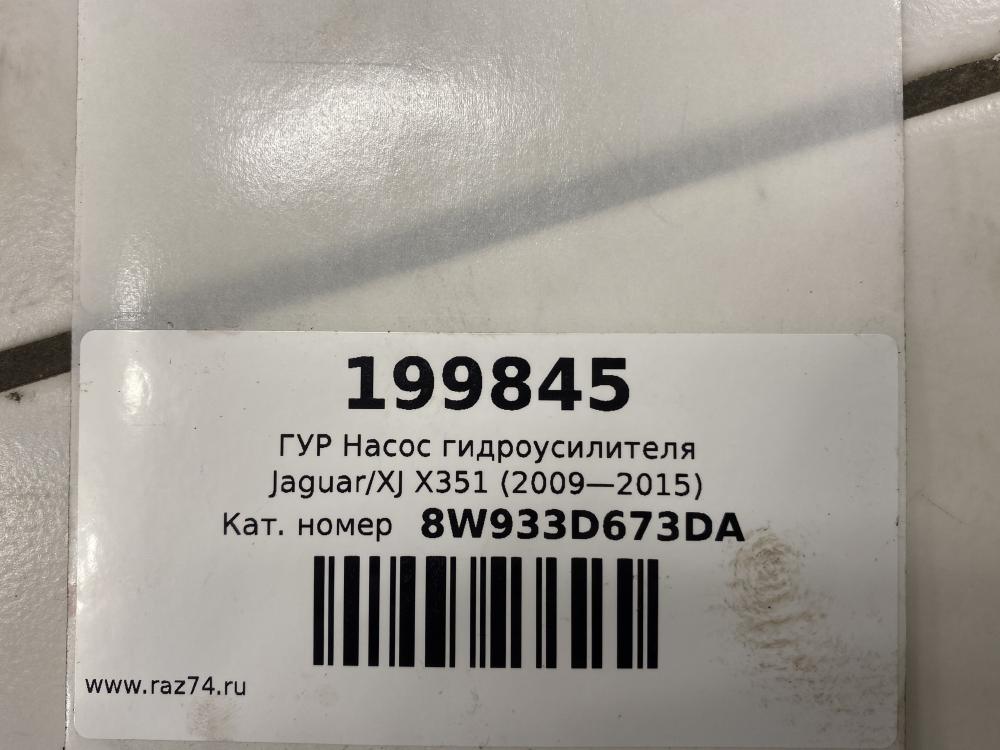 199845
ГУР Насос гидроусилителя
Jaguar/XJ X351 (2009—2015)
Кат. номер 8W933D673DA
www.raz74.ru